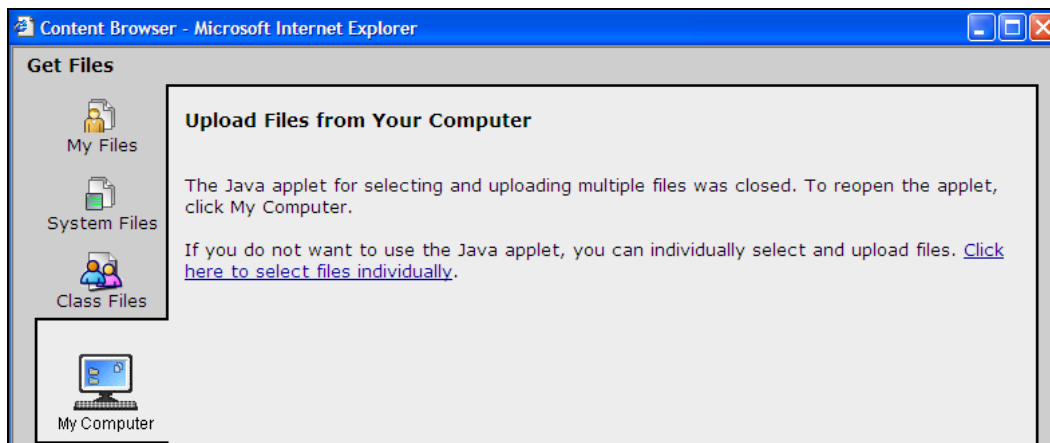 Content Browser - Microsoft Internet Explorer
Get Files
My Files
System Files
Class Files
My Computer
Upload Files from Your Computer
The Java applet for selecting and uploading multiple files was closed. To reopen the applet,
click My Computer.
If you do not want to use the Java applet, you can individually select and upload files. Click
here to select files individually.